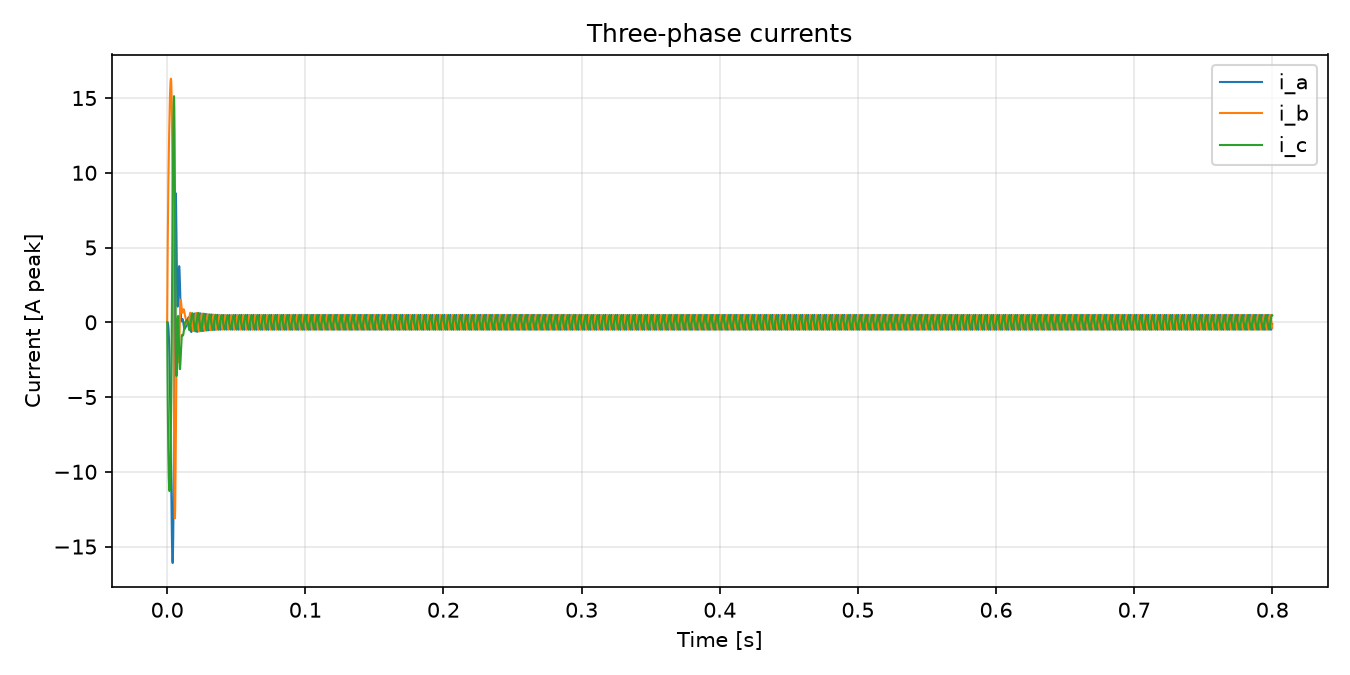 Three-phase currents
i_a
i_b
i_c
Current [A peak]
15
10
5
0
−5
−10
−15
0.0 0.1 0.2 0.3 0.4 0.5 0.6 0.7 0.8
Time [s]